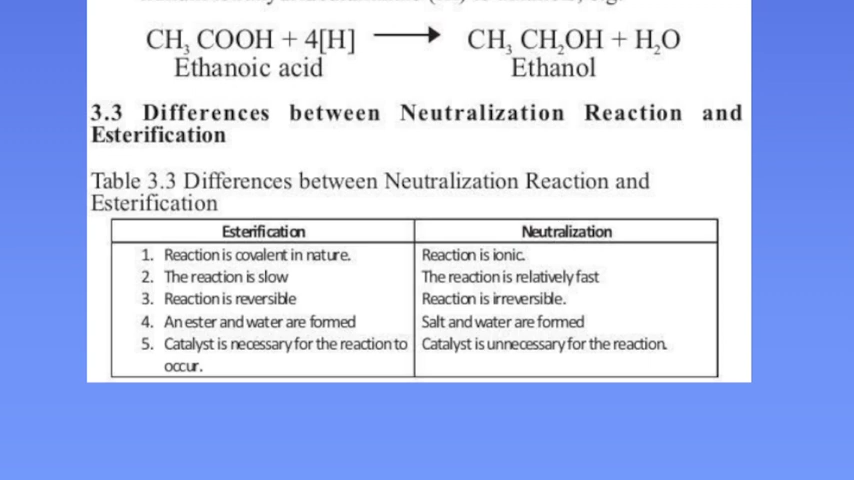 CH₃ COOH + 4[H] ⟶ CH₃ CH₂OH + H₂O
Ethanoic acid Ethanol
3.3 Differences between Neutralization Reaction and
Esterification
Table 3.3 Differences between Neutralization Reaction and
Esterification
Esterification Neutralization
1. Reaction is covalent in nature. Reaction is ionic.
2. The reaction is slow The reaction is relatively fast
3. Reaction is reversible Reaction is irreversible.
4. An ester and water are formed Salt and water are formed
5. Catalyst is necessary for the reaction to Catalyst is unnecessary for the reaction.
occur.